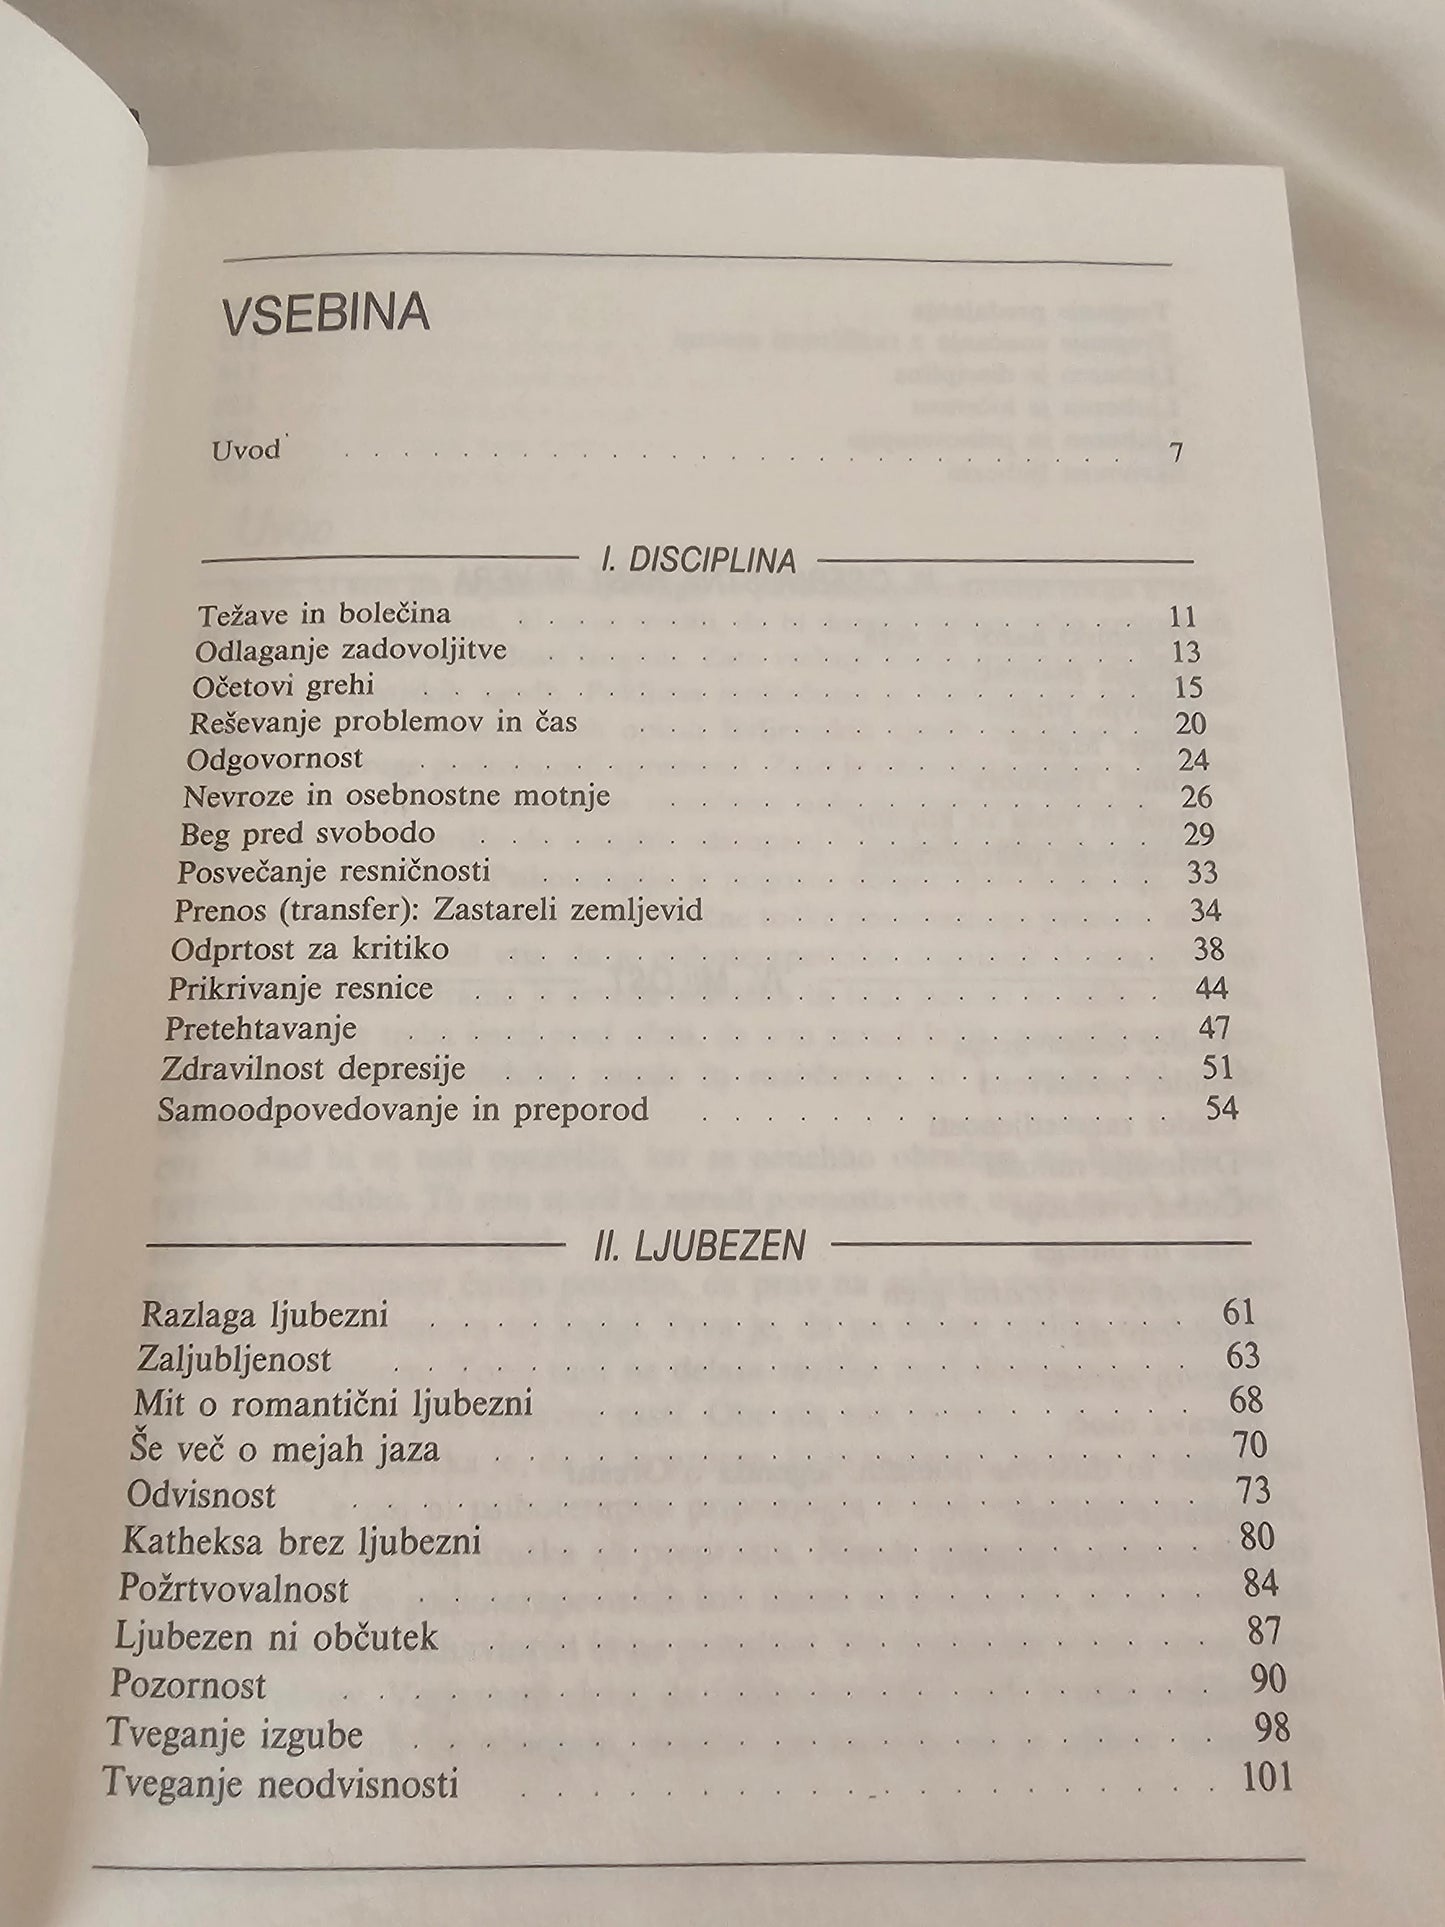 VSEBINA
Uvod . . . . . . . . . . . . . . . . . . . . . . 7
I. DISCIPLINA
Težave in bolečina . . . . . . . . . . . . . . . . . 11
Odlaganje zadovoljitve . . . . . . . . . . . . . . . . 13
Očetovi grehi . . . . . . . . . . . . . . . . . . . . 15
Reševanje problemov in čas . . . . . . . . . . . . . . 20
Odgovornost . . . . . . . . . . . . . . . . . . . . 24
Nevroze in osebnostne motnje . . . . . . . . . . . . . 26
Beg pred svobodo . . . . . . . . . . . . . . . . . . 29
Posvečanje resničnosti . . . . . . . . . . . . . . . . 33
Prenos (transfer): Zastareli zemljevid . . . . . . . . . . 34
Odprtost za kritiko . . . . . . . . . . . . . . . . . 38
Prikrivanje resnice . . . . . . . . . . . . . . . . . . 44
Pretehtavanje . . . . . . . . . . . . . . . . . . . . 47
Zdravilnost depresije . . . . . . . . . . . . . . . . . 51
Samoodpovedovanje in preporod . . . . . . . . . . . . 54
II. LJUBEZEN
Razlaga ljubezni . . . . . . . . . . . . . . . . . . . 61
Zaljubljenost . . . . . . . . . . . . . . . . . . . . 63
Mit o romantični ljubezni . . . . . . . . . . . . . . . 68
Še več o mejah jaza . . . . . . . . . . . . . . . . . 70
Odvisnost . . . . . . . . . . . . . . . . . . . . . 73
Katheksa brez ljubezni . . . . . . . . . . . . . . . . 80
Požrtvovalnost . . . . . . . . . . . . . . . . . . . 84
Ljubezen ni občutek . . . . . . . . . . . . . . . . . 87
Pozornost . . . . . . . . . . . . . . . . . . . . . 90
Tveganje izgube . . . . . . . . . . . . . . . . . . . 98
Tveganje neodvisnosti . . . . . . . . . . . . . . . . 101